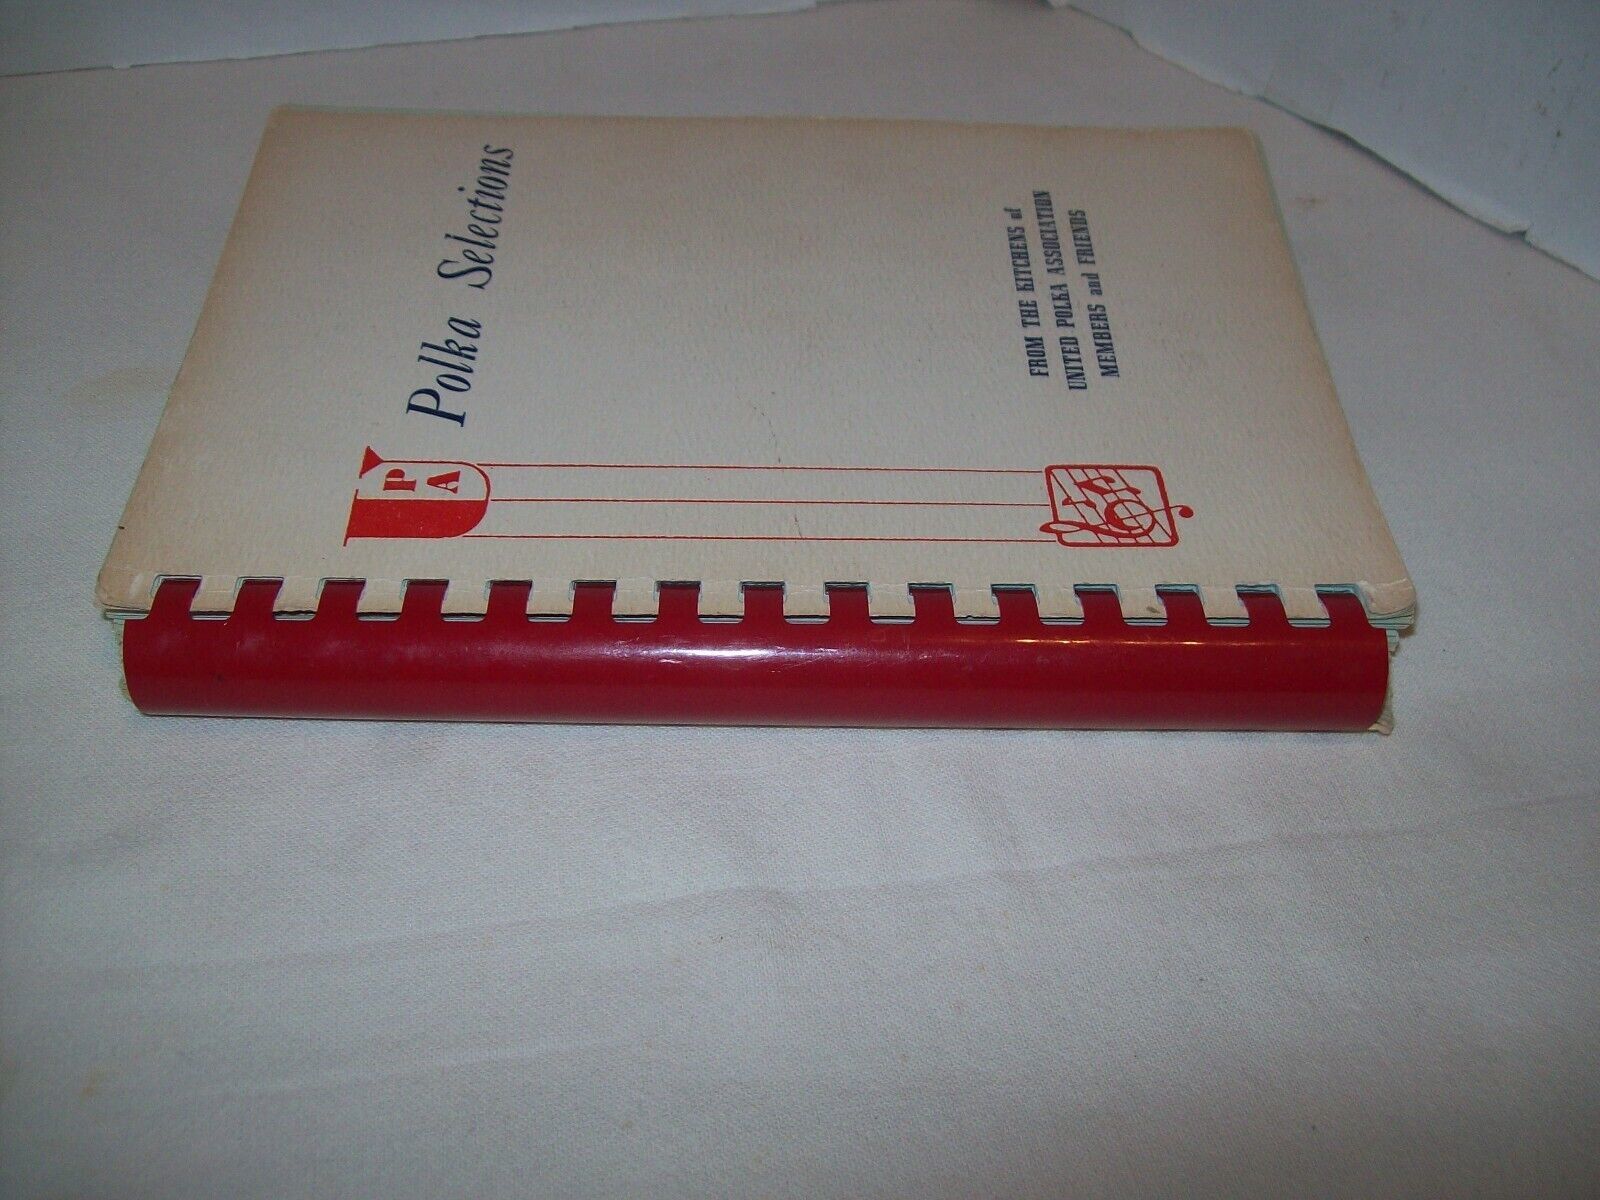 Polka Selections
U
P
A
FROM THE KITCHENS of
UNITED POLKA ASSOCIATION
MEMBERS and FRIENDS